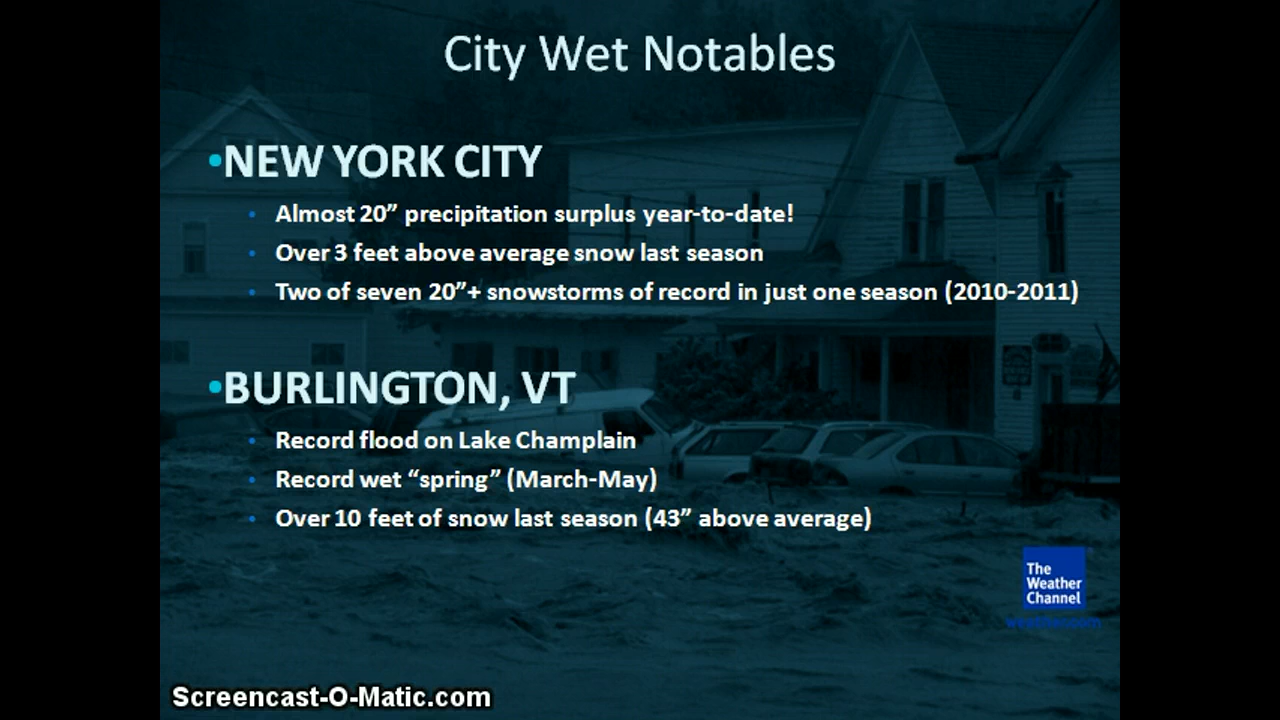 City Wet Notables
•NEW YORK CITY
• Almost 20” precipitation surplus year-to-date!
• Over 3 feet above average snow last season
• Two of seven 20”+ snowstorms of record in just one season (2010-2011)
•BURLINGTON, VT
• Record flood on Lake Champlain
• Record wet “spring” (March-May)
• Over 10 feet of snow last season (43” above average)
The
Weather
Channel
weather.com
Screencast-O-Matic.com